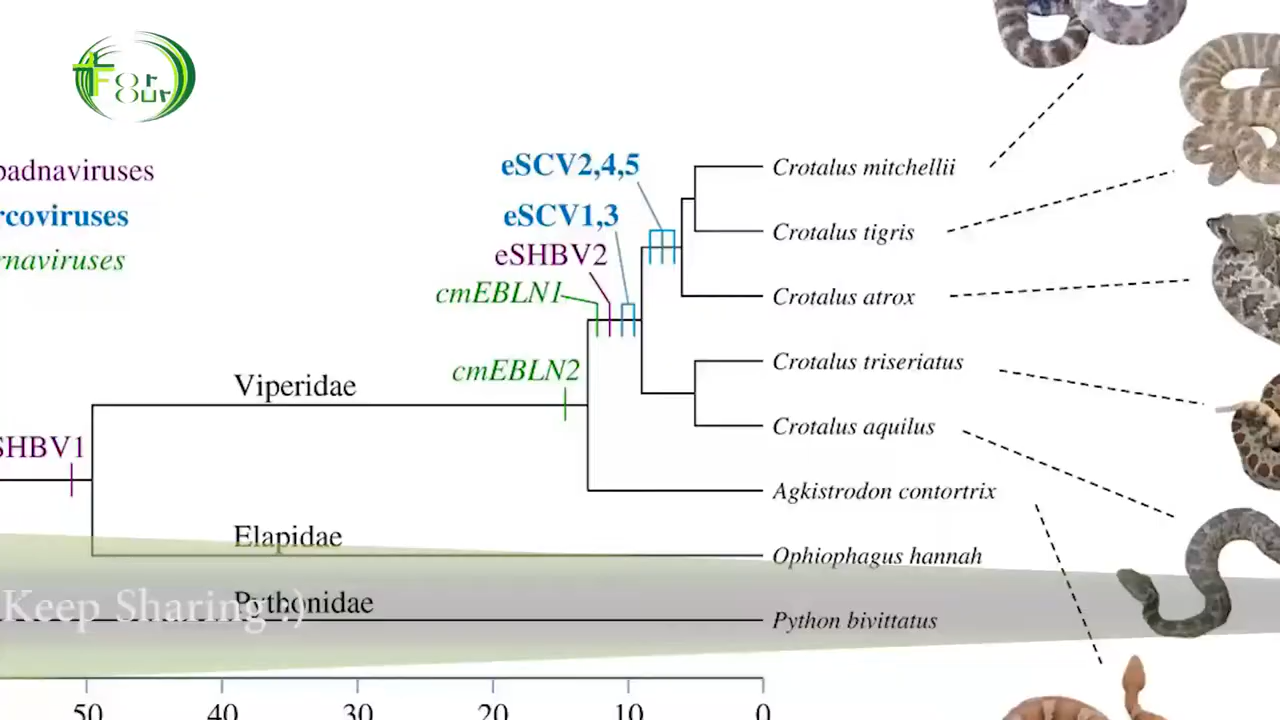 F8r
8ur
padnaviruses
rcoviruses
rnaviruses
eSCV2,4,5
eSCV1,3
eSHBV2
cmEBLN1
cmEBLN2
Viperidae
SHBV1
Elapidae
Pythonidae
Keep Sharing :)
Crotalus mitchellii
Crotalus tigris
Crotalus atrox
Crotalus triseriatus
Crotalus aquilus
Agkistrodon contortrix
Ophiophagus hannah
Python bivittatus
50 40 30 20 10 0